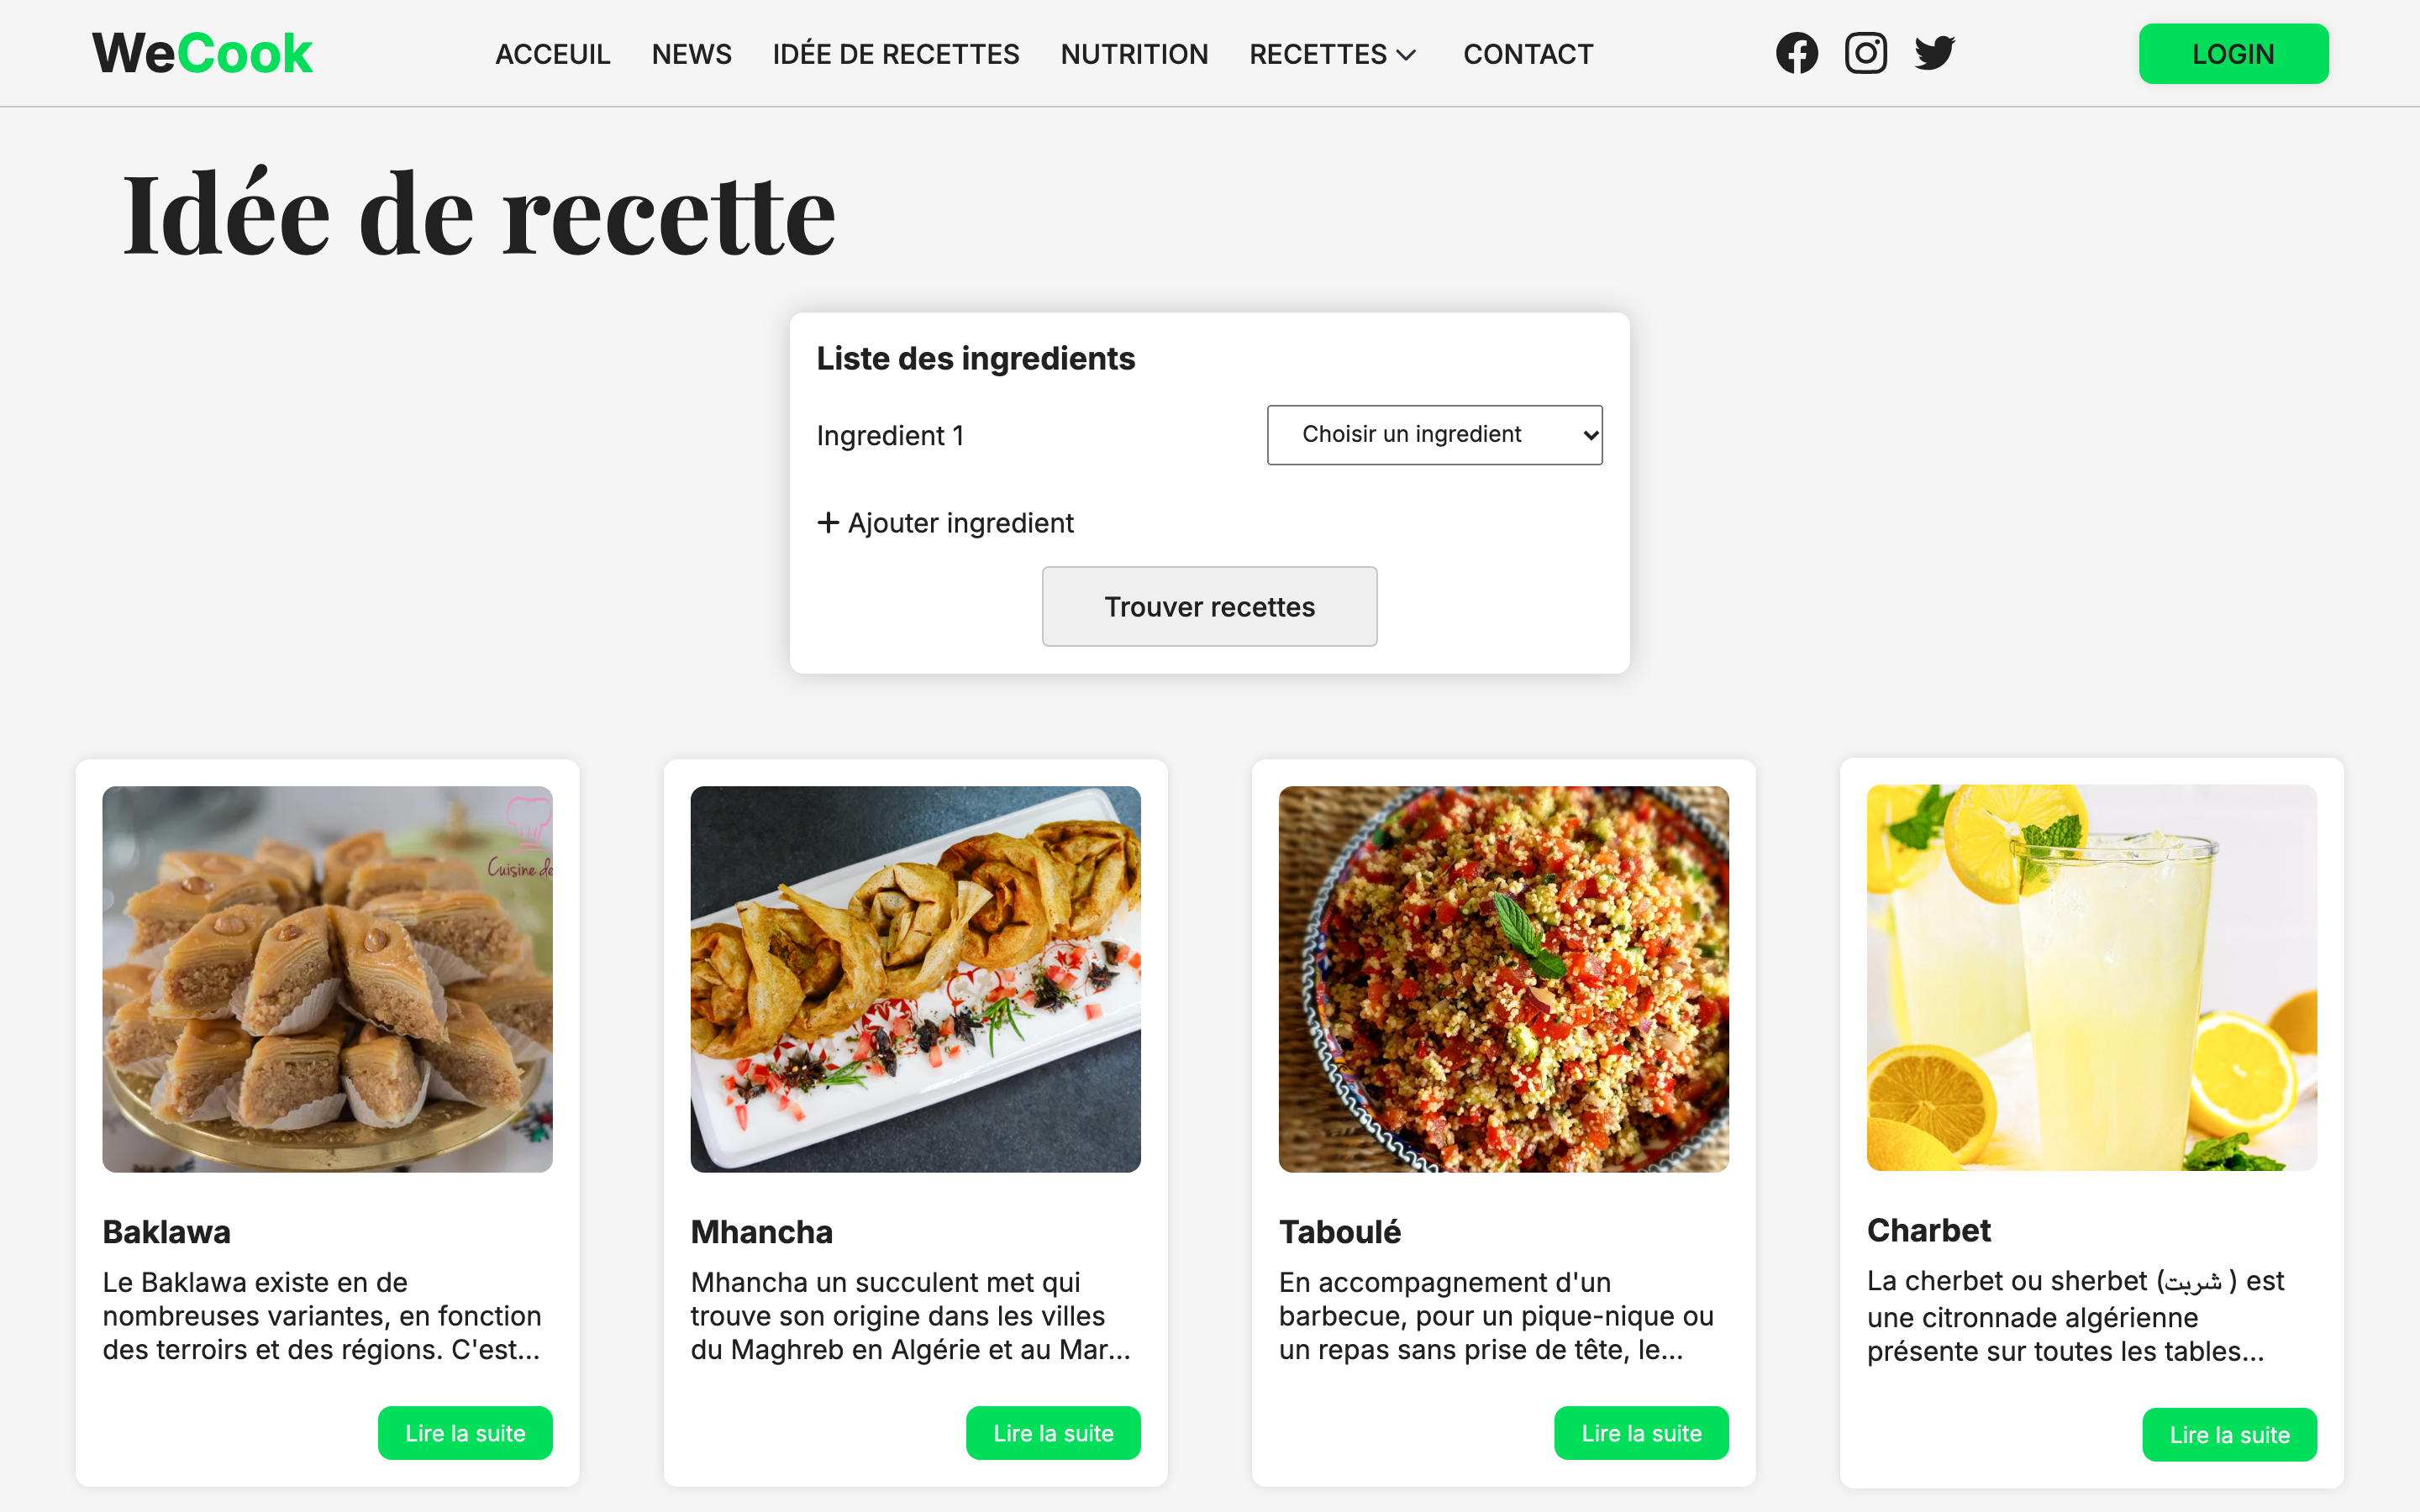 WeCook
ACCEUIL NEWS IDÉE DE RECETTES NUTRITION RECETTES CONTACT
LOGIN
Idée de recette
Liste des ingredients
Ingredient 1
Choisir un ingredient
+ Ajouter ingredient
Trouver recettes
Cuisine de
Baklawa
Le Baklawa existe en de
nombreuses variantes, en fonction
des terroirs et des régions. C'est...
Lire la suite
Mhancha
Mhancha un succulent met qui
trouve son origine dans les villes
du Maghreb en Algérie et au Mar...
Lire la suite
Taboulé
En accompagnement d'un
barbecue, pour un pique-nique ou
un repas sans prise de tête, le...
Lire la suite
Charbet
La cherbet ou sherbet (شربت ) est
une citronnade algérienne
présente sur toutes les tables...
Lire la suite